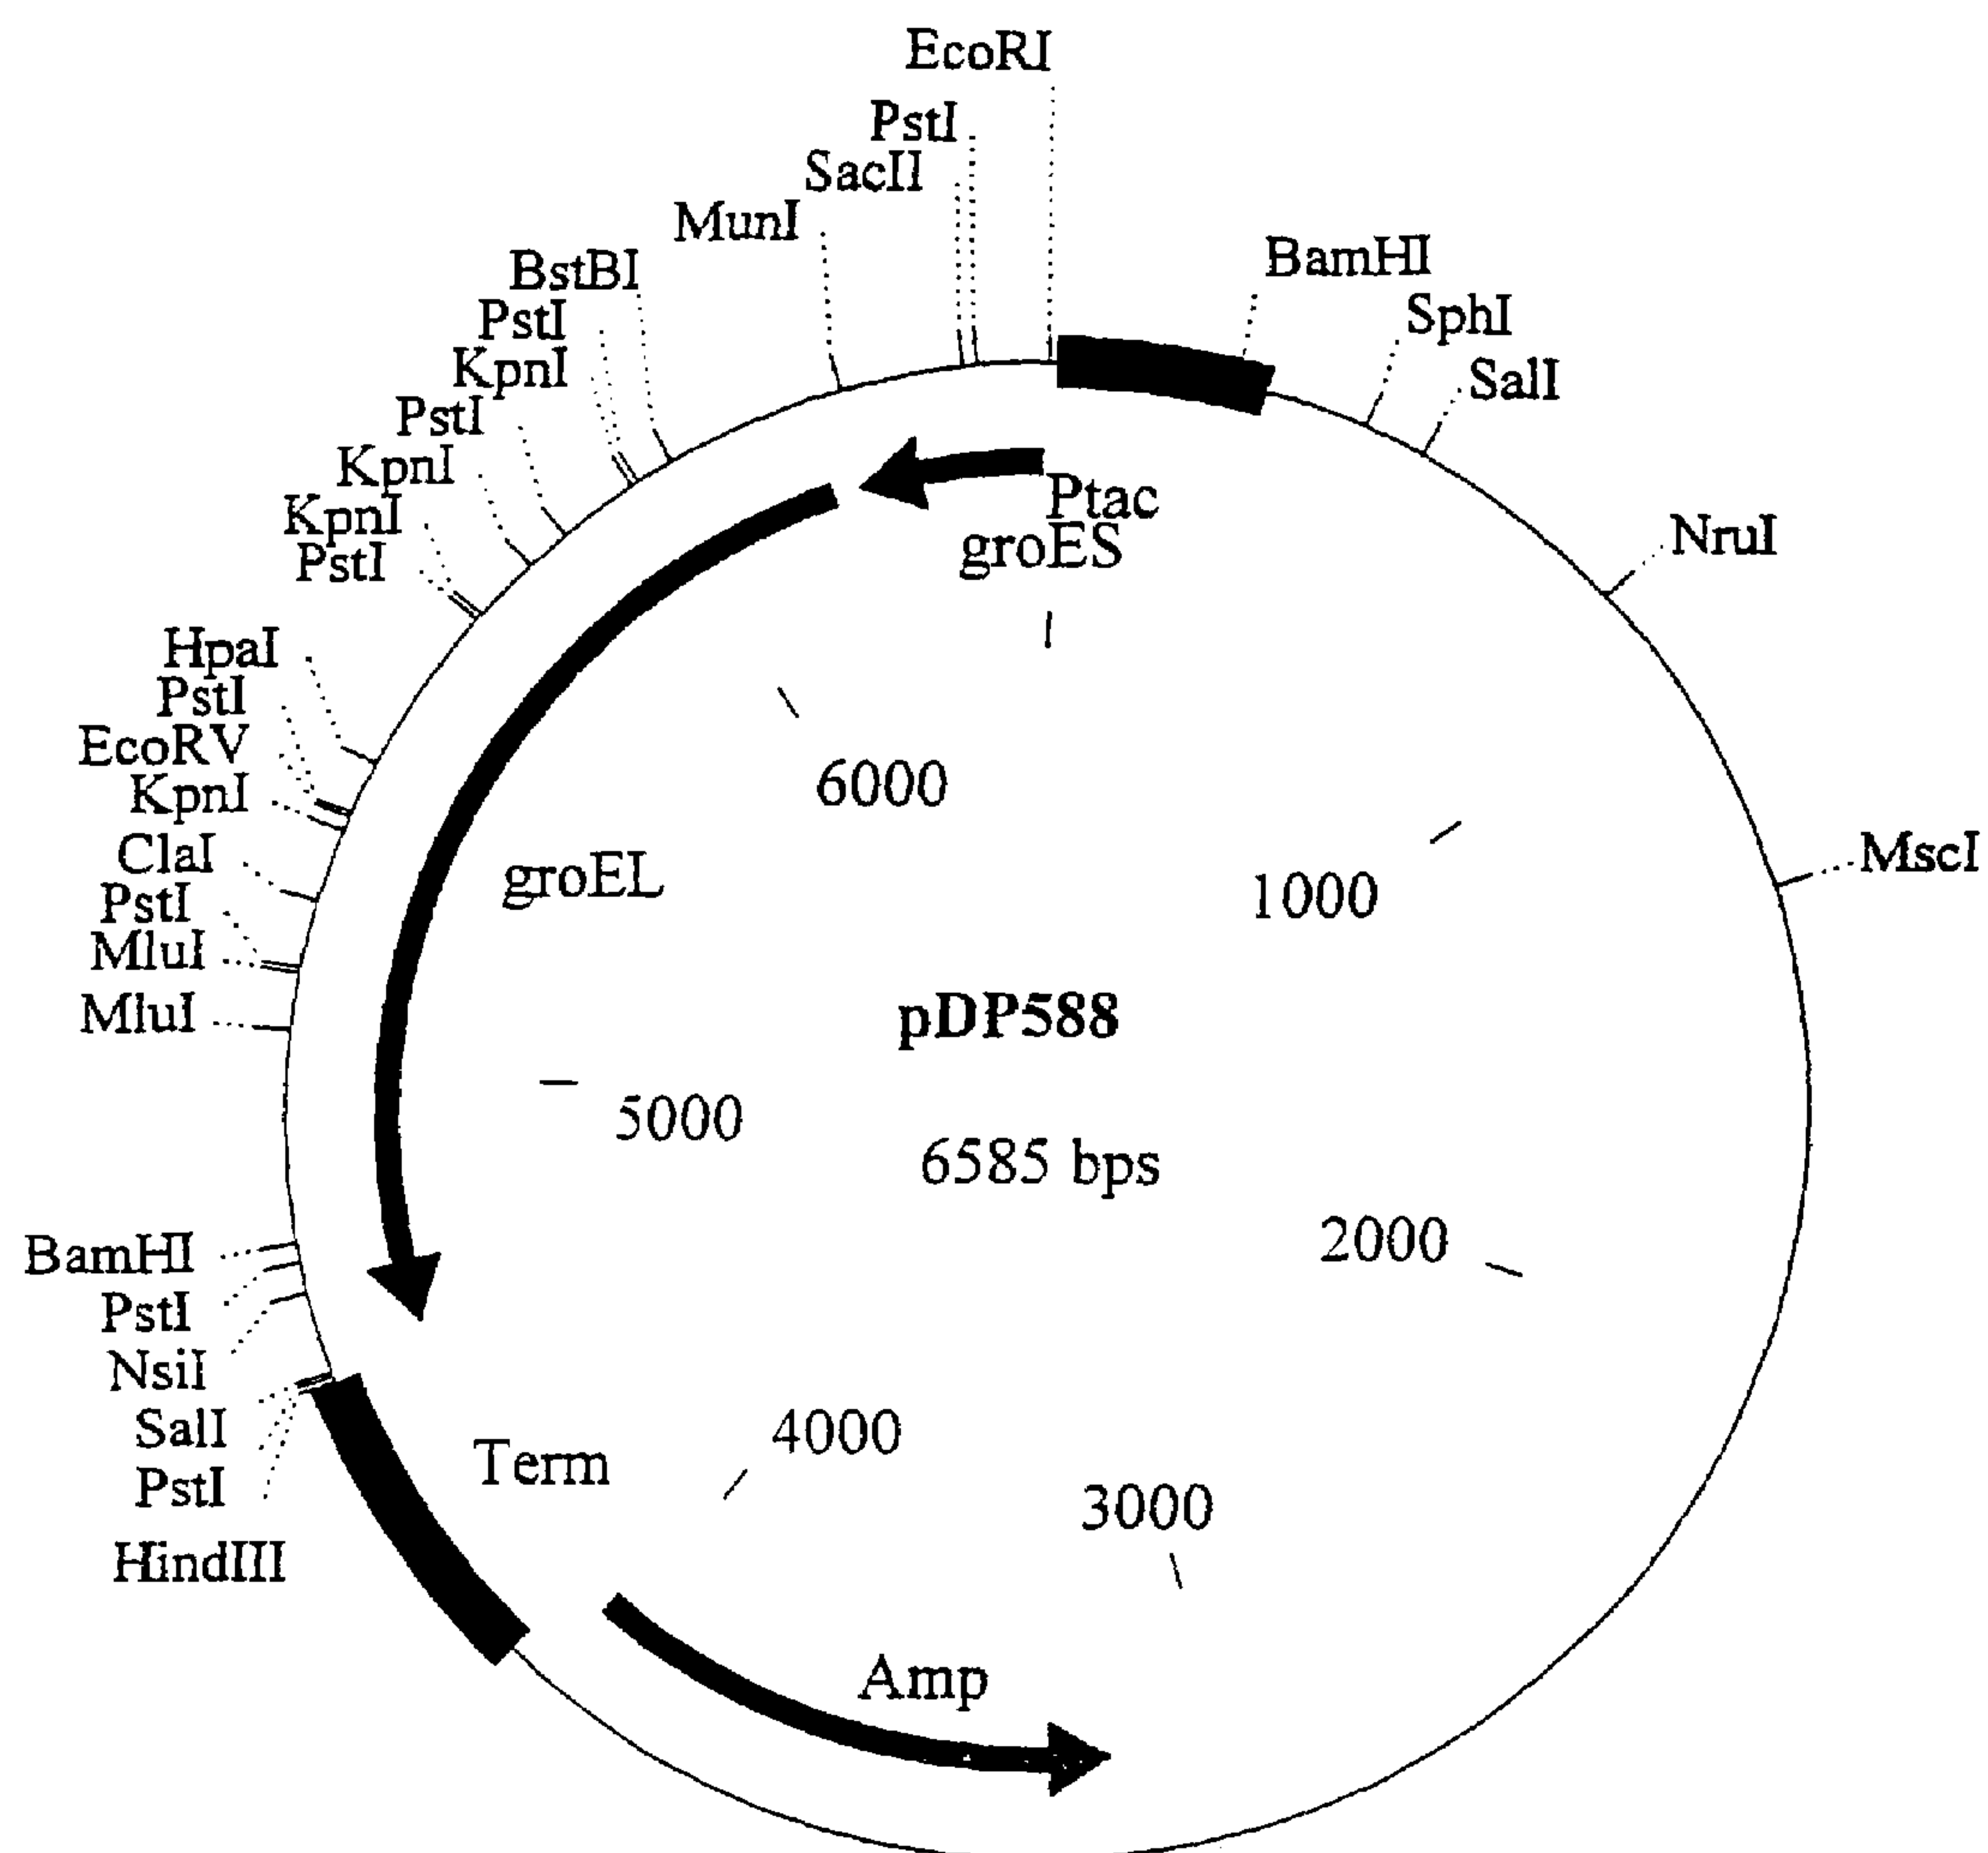 EcoRI
PstI
SacII
MunI
BstBI
PstI
KpnI
PstI
KpnI
KpnI
PstI
HpaI
PstI
EcoRV
KpnI
ClaI
PstI
MluI
MluI
BamHI
PstI
NsiI
SalI
PstI
HindIII
BamHI
SphI
SalI
NruI
MscI
Ptac
groES
6000
groEL
1000
pDP588
5000
6585 bps
2000
4000
Term
3000
Amp